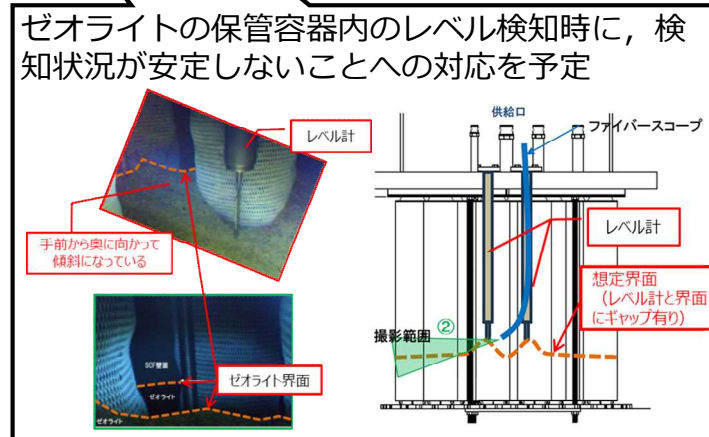 ゼオライトの保管容器内のレベル検知時に，検
知状況が安定しないことへの対応を予定
供給口
ファイバースコープ
レベル計
手前から奥に向かって
傾斜になっている
レベル計
想定界面
（レベル計と界面
にギャップ有り）
②
撮影範囲
SCF壁面
ゼオライト界面
ゼオライト
ゼオライト